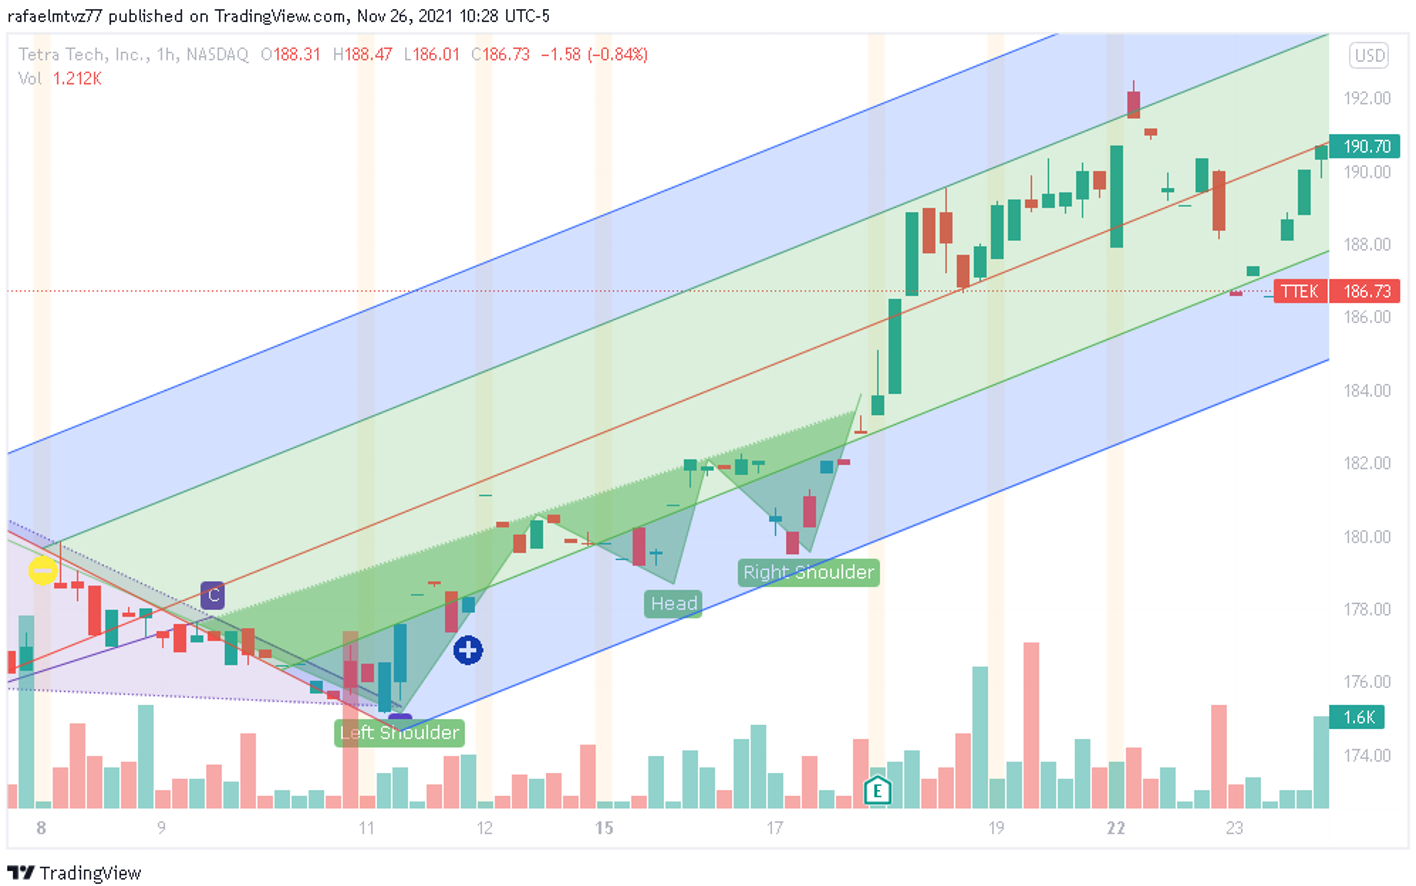 rafaelmtvz77 published on TradingView.com, Nov 26, 2021 10:28 UTC-5
Tetra Tech, Inc., 1h, NASDAQ O188.31 H188.47 L186.01 C186.73 −1.58 (−0.84%)
USD
Vol 1.212K
192.00
190.70
190.00
188.00
TTEK 186.73
186.00
184.00
182.00
180.00
Right Shoulder
C
Head
178.00
176.00
1.6K
Left Shoulder
174.00
E
8 9 11 12 15 17 19 22 23
TradingView